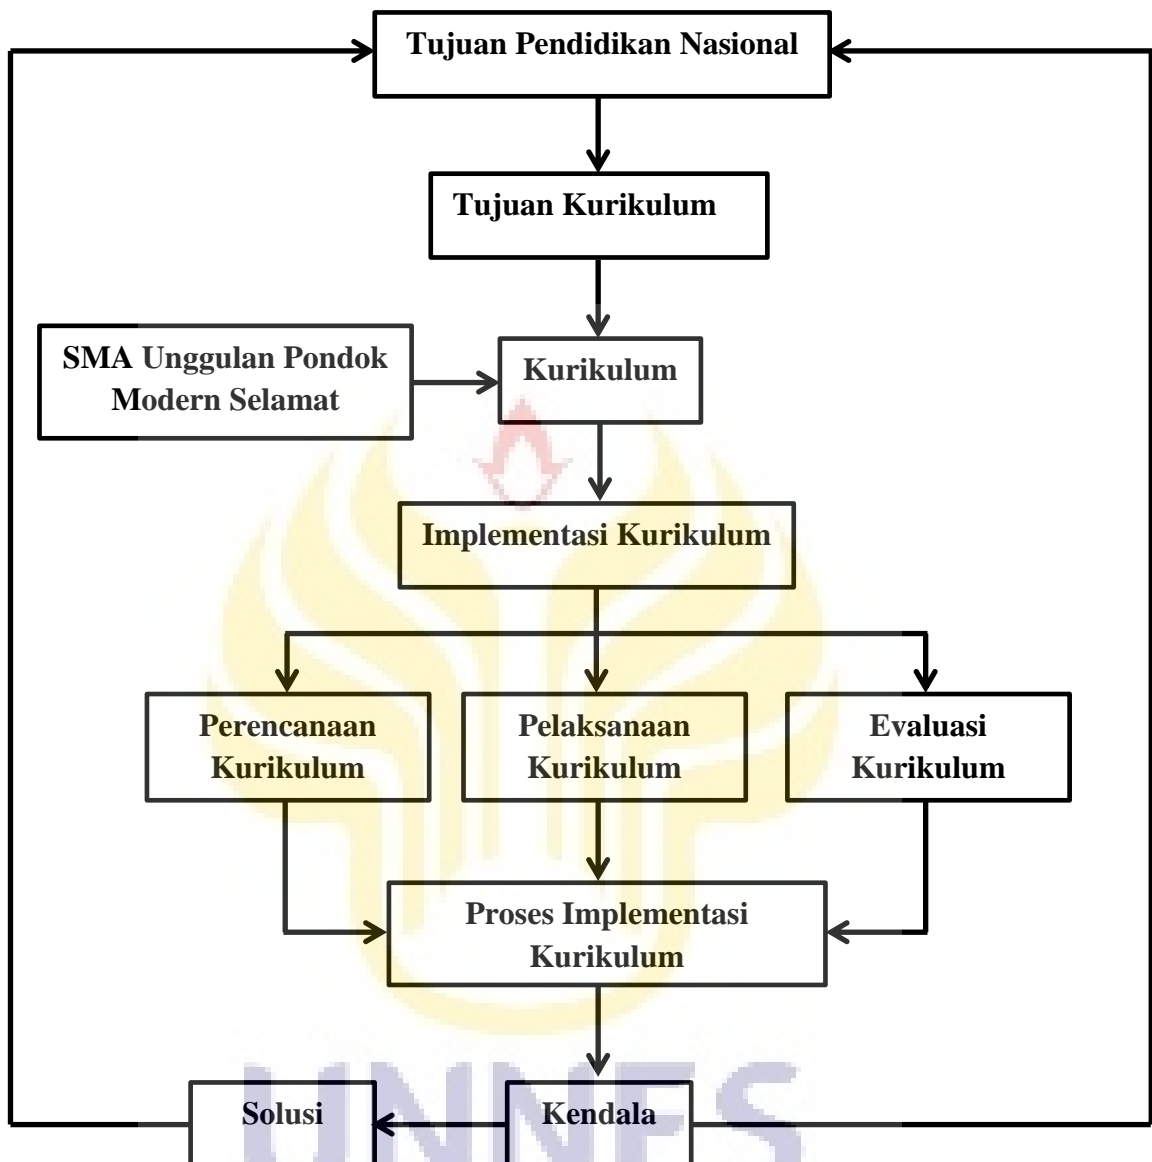 Tujuan Pendidikan Nasional
Tujuan Kurikulum
SMA Unggulan Pondok
Modern Selamat
Kurikulum
Implementasi Kurikulum
Perencanaan
Kurikulum
Pelaksanaan
Kurikulum
Evaluasi
Kurikulum
Proses Implementasi
Kurikulum
Solusi
Kendala
UNNES